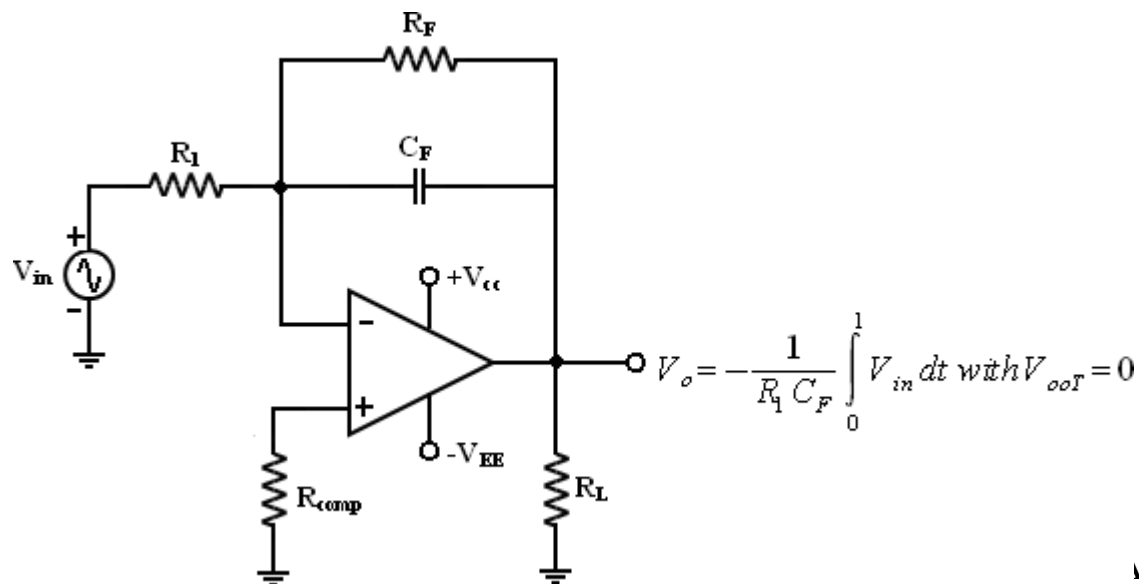 R_F
C_F
R_1
+
V_in
-
+V_cc
-
+
-V_EE
R_comp
R_L
V_o = - 1 / R_1 C_F ∫_0^1 V_in dt with V_ooT = 0